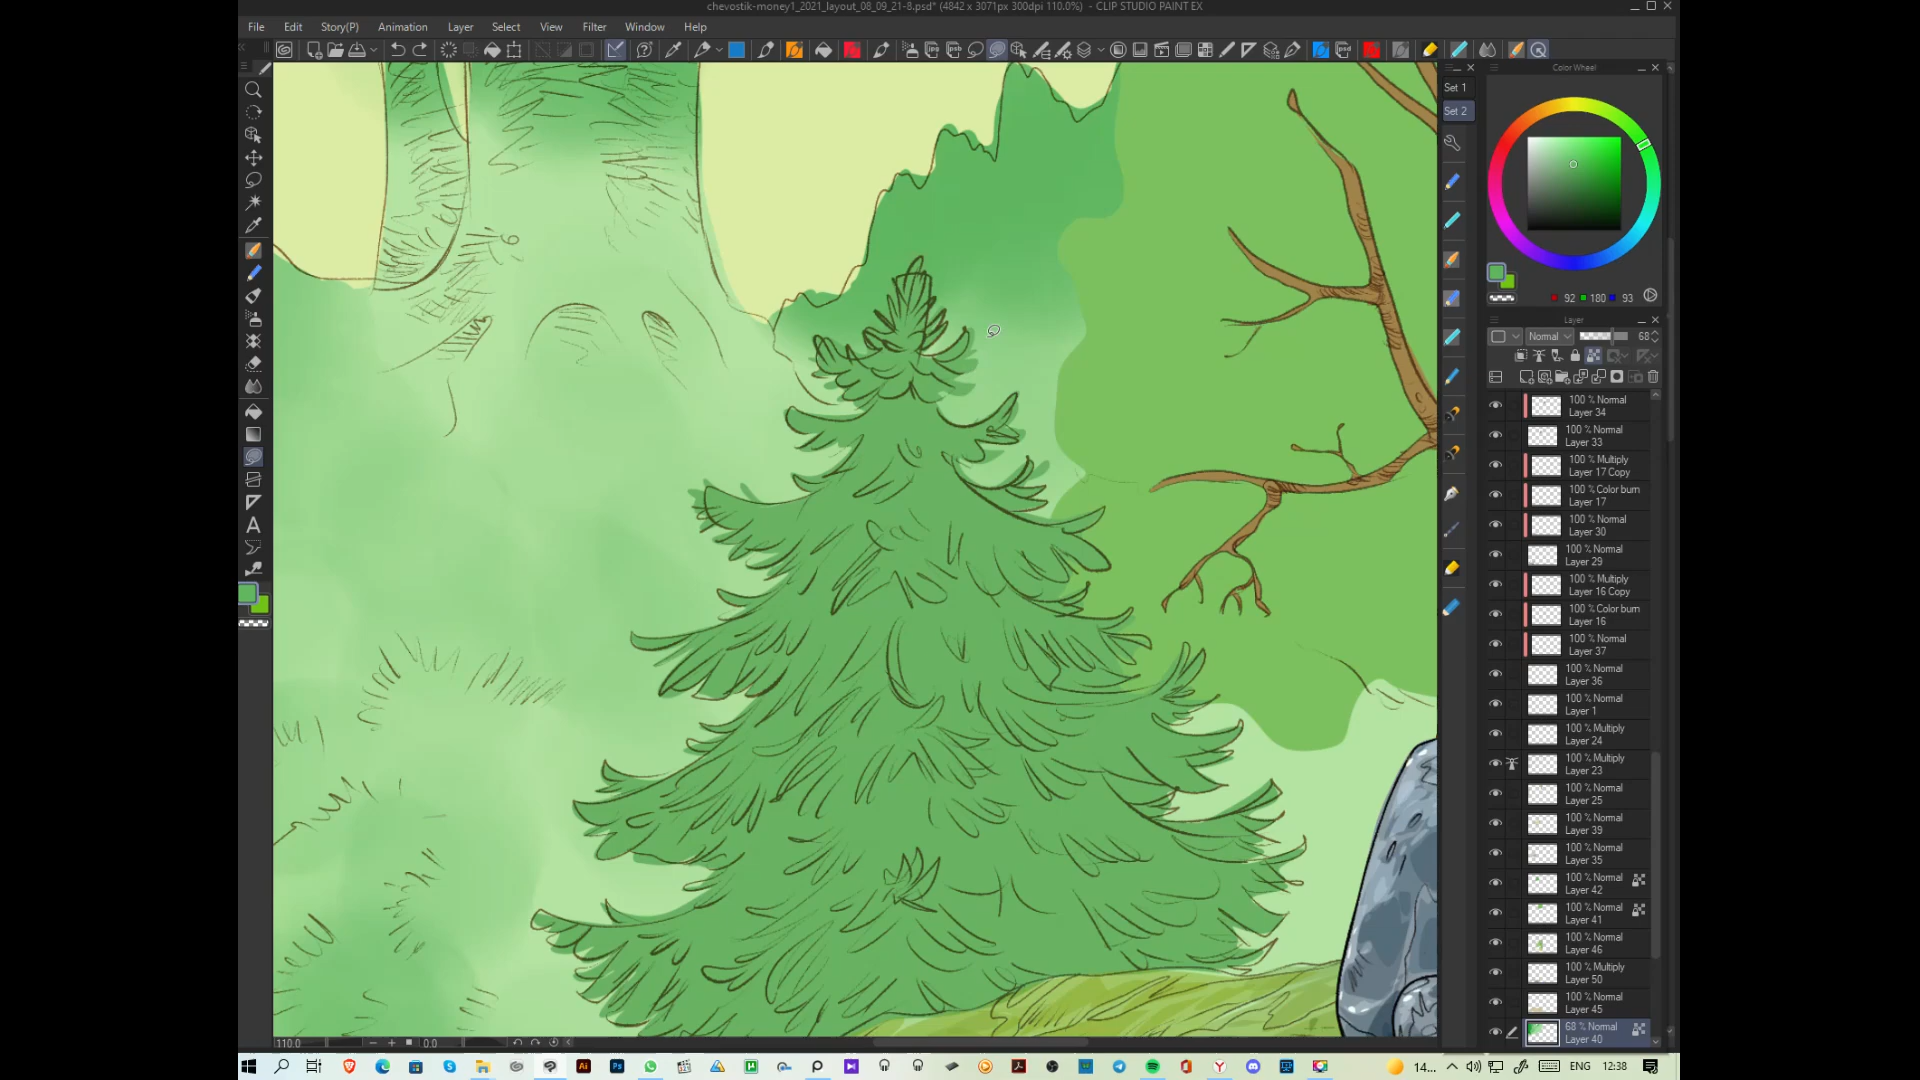 chevostik-money1_2021_layout_08_09_21-8.psd* (4842 x 3071px 300dpi 110.0%) - CLIP STUDIO PAINT EX
File Edit Story(P) Animation Layer Select View Filter Window Help
Color Wheel
Set 1
Set 2
92 180 93
Layer
Normal 68
100 % Normal
Layer 34
100 % Normal
Layer 33
100 % Multiply
Layer 17 Copy
100 % Color burn
Layer 17
100 % Normal
Layer 30
100 % Normal
Layer 29
100 % Multiply
Layer 16 Copy
100 % Color burn
Layer 16
100 % Normal
Layer 37
100 % Normal
Layer 36
100 % Normal
Layer 1
100 % Multiply
Layer 24
100 % Multiply
Layer 23
100 % Normal
Layer 25
100 % Normal
Layer 39
100 % Normal
Layer 35
100 % Normal
Layer 42
100 % Normal
Layer 41
100 % Normal
Layer 46
100 % Multiply
Layer 50
100 % Normal
Layer 45
68 % Normal
Layer 40
110.0 0.0
14... ENG 12:38